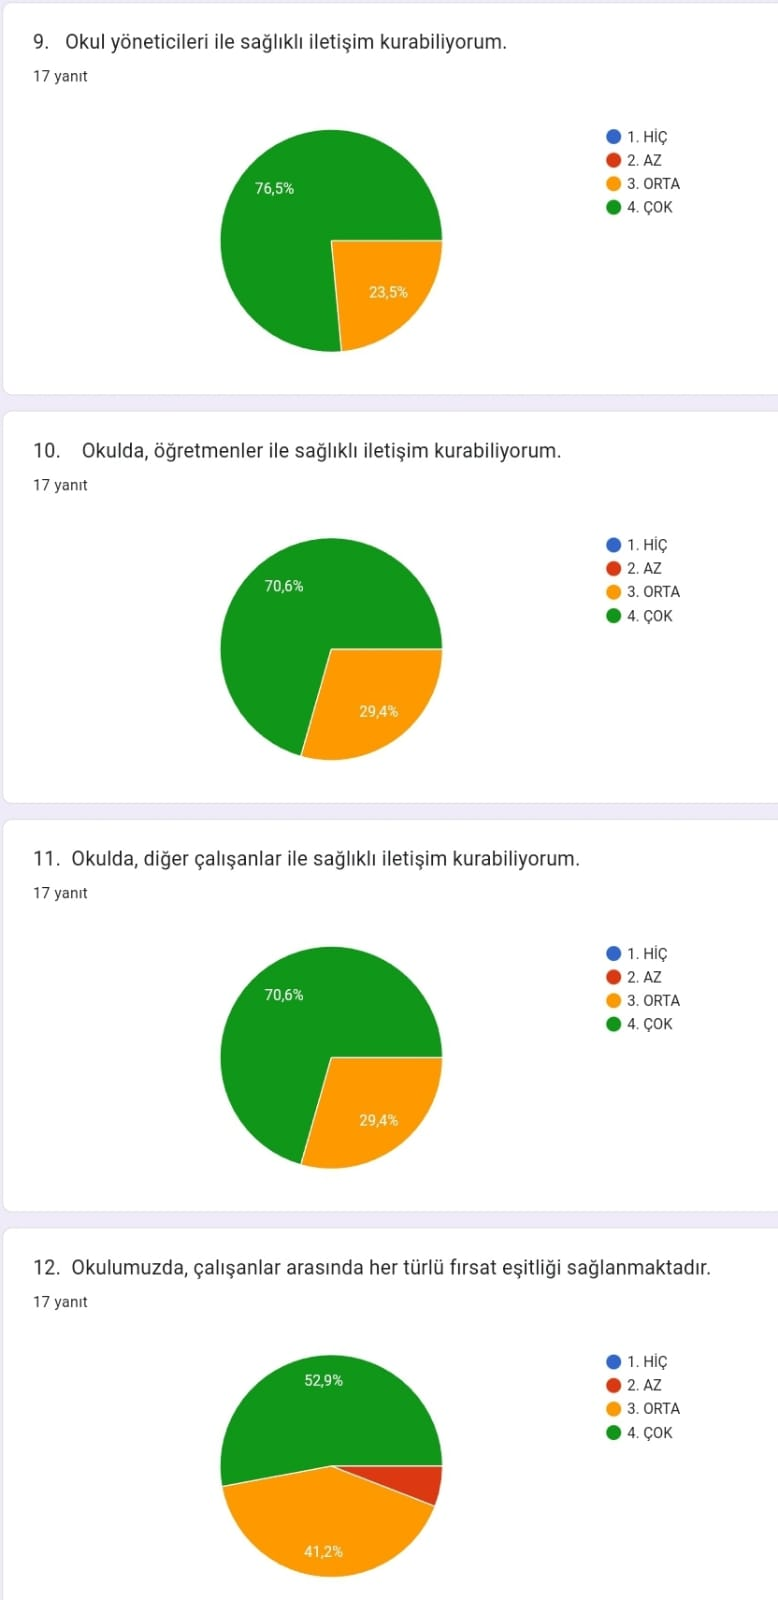 9. Okul yöneticileri ile sağlıklı iletişim kurabiliyorum.
17 yanıt
1. HİÇ
2. AZ
3. ORTA
4. ÇOK
76,5%
23,5%
10. Okulda, öğretmenler ile sağlıklı iletişim kurabiliyorum.
17 yanıt
1. HİÇ
2. AZ
3. ORTA
4. ÇOK
70,6%
29,4%
11. Okulda, diğer çalışanlar ile sağlıklı iletişim kurabiliyorum.
17 yanıt
1. HİÇ
2. AZ
3. ORTA
4. ÇOK
70,6%
29,4%
12. Okulumuzda, çalışanlar arasında her türlü fırsat eşitliği sağlanmaktadır.
17 yanıt
1. HİÇ
2. AZ
3. ORTA
4. ÇOK
52,9%
41,2%